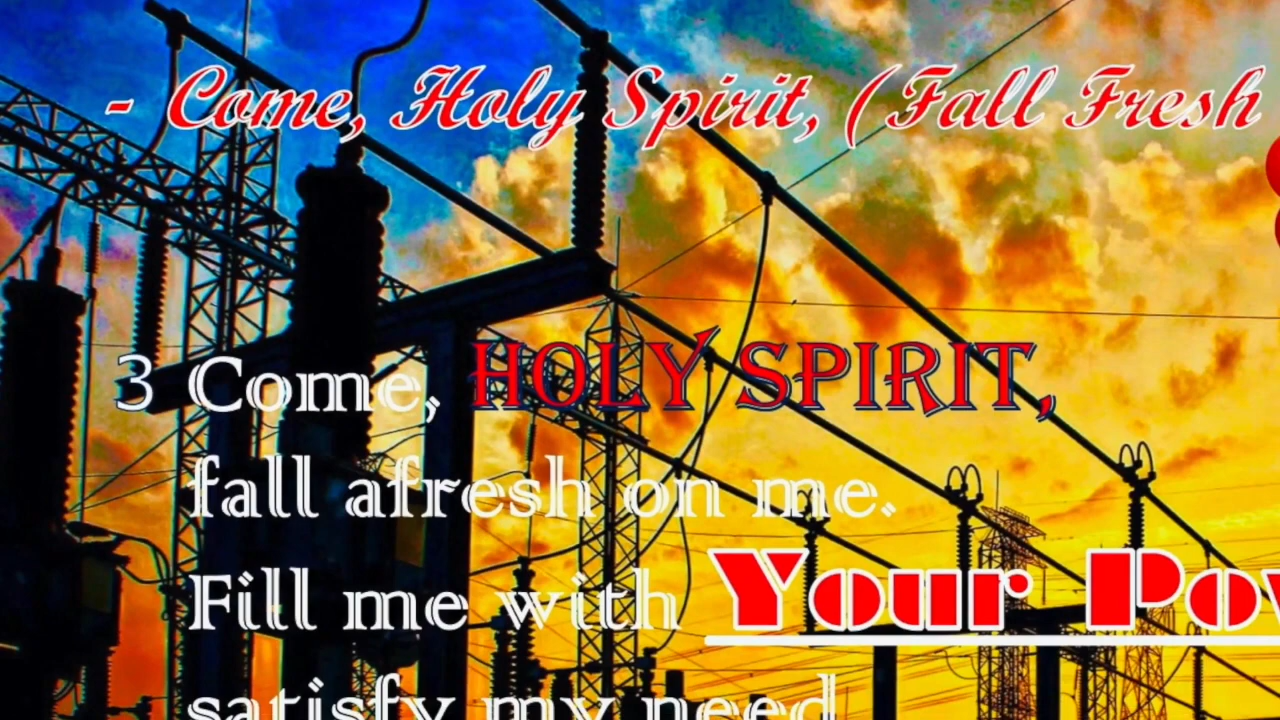 - Come, Holy Spirit, (Fall Fresh
3 Come, HOLY SPIRIT,
fall afresh on me.
Fill me with Your Pow
satisfy my need